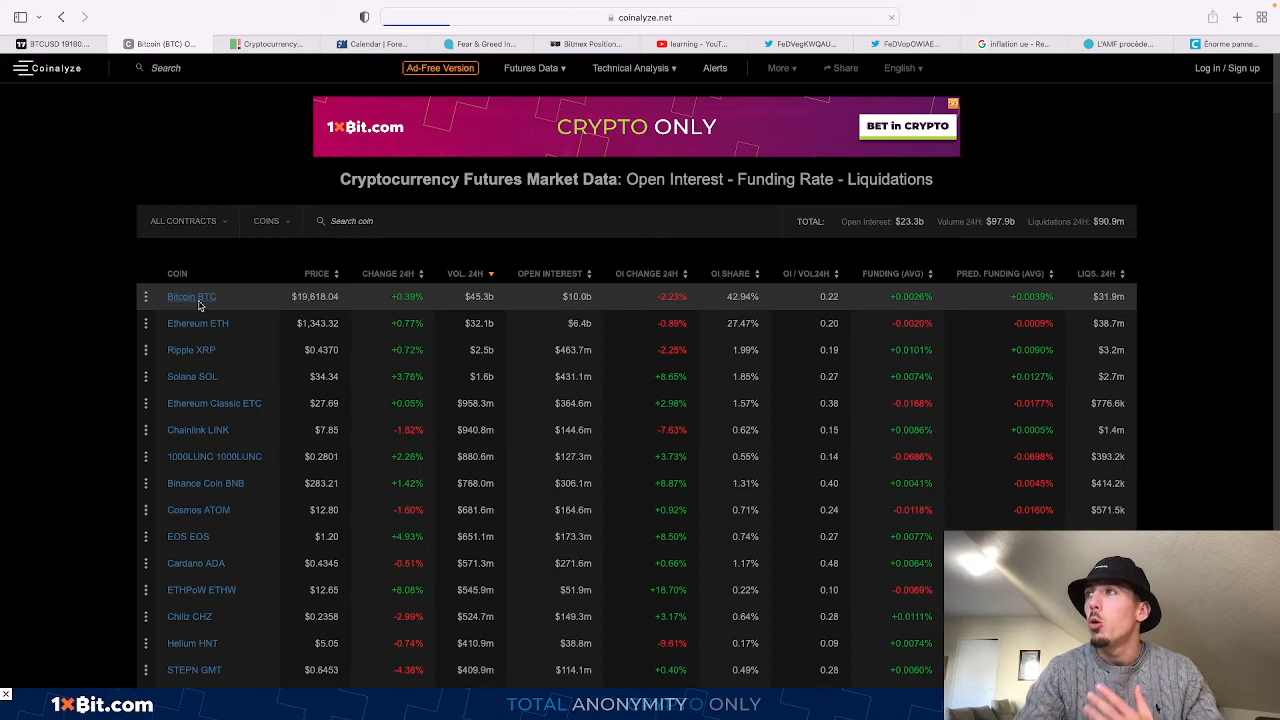 coinalyze.net
BTCUSD 19180.... Bitcoin (BTC) O... Cryptocurrency... Calendar | Fore... Fear & Greed In... Bitmex Position... learning - YouT... FeDVegKWQAU... FeDVopOWIAE... inflation ue - Re... L'AMF procède... Énorme panne...
Coinalyze Search Ad-Free Version Futures Data Technical Analysis Alerts More Share English Log in / Sign up
1XBit.com CRYPTO ONLY BET in CRYPTO
Cryptocurrency Futures Market Data: Open Interest - Funding Rate - Liquidations
ALL CONTRACTS COINS Search coin TOTAL: Open Interest: $23.3b Volume 24H: $97.9b Liquidations 24H: $90.9m
COIN PRICE CHANGE 24H VOL. 24H OPEN INTEREST OI CHANGE 24H OI SHARE OI / VOL24H FUNDING (AVG) PRED. FUNDING (AVG) LIQS. 24H
Bitcoin BTC $19,618.04 +0.39% $45.3b $10.0b -2.23% 42.94% 0.22 +0.0026% +0.0039% $31.9m
Ethereum ETH $1,343.32 +0.77% $32.1b $6.4b -0.89% 27.47% 0.20 -0.0020% -0.0009% $38.7m
Ripple XRP $0.4370 +0.72% $2.5b $463.7m -2.25% 1.99% 0.19 +0.0101% +0.0090% $3.2m
Solana SOL $34.34 +3.76% $1.6b $431.1m +8.65% 1.85% 0.27 +0.0074% +0.0127% $2.7m
Ethereum Classic ETC $27.69 +0.05% $958.3m $364.6m +2.98% 1.57% 0.38 -0.0168% -0.0177% $776.6k
Chainlink LINK $7.85 -1.82% $940.8m $144.6m -7.63% 0.62% 0.15 +0.0086% +0.0005% $1.4m
1000LUNC 1000LUNC $0.2801 +2.26% $880.6m $127.3m +3.73% 0.55% 0.14 -0.0686% -0.0698% $393.2k
Binance Coin BNB $283.21 +1.42% $768.0m $306.1m +8.87% 1.31% 0.40 +0.0041% -0.0045% $414.2k
Cosmos ATOM $12.80 -1.60% $681.6m $164.6m +0.92% 0.71% 0.24 -0.0118% -0.0160% $571.5k
EOS EOS $1.20 +4.93% $651.1m $173.3m +8.50% 0.74% 0.27 +0.0077%
Cardano ADA $0.4345 -0.51% $571.3m $271.6m +0.66% 1.17% 0.48 +0.0064%
ETHPoW ETHW $12.65 +8.08% $545.9m $51.9m +18.70% 0.22% 0.10 -0.0069%
Chiliz CHZ $0.2358 -2.99% $524.7m $149.3m +3.17% 0.64% 0.28 +0.0111%
Helium HNT $5.05 -0.74% $410.9m $38.8m -9.61% 0.17% 0.09 +0.0074%
STEPN GMT $0.6453 -4.38% $409.9m $114.1m +0.40% 0.49% 0.28 +0.0060%
1XBit.com TOTAL ANONYMITY ONLY